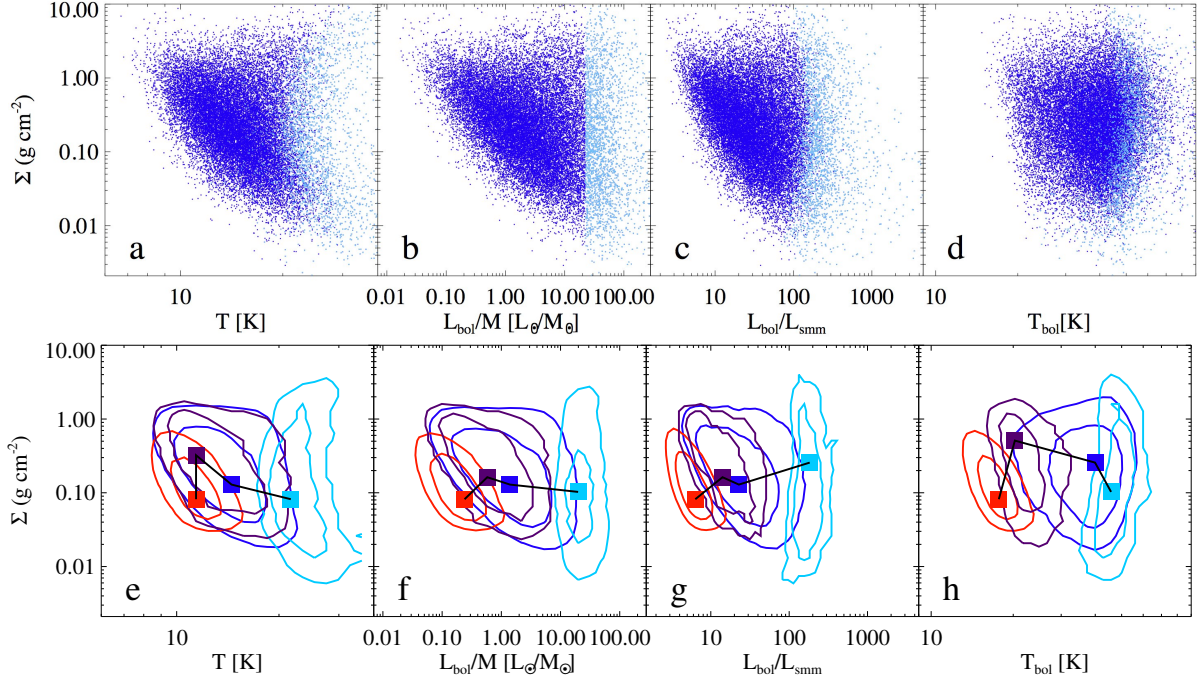 10.00
1.00
0.10
0.01
Σ (g cm⁻²)
a
b
c
d
10
0.01 0.10 1.00 10.00 100.00
10 100 1000
10
T [K]
L_bol/M [L_⊙/M_⊙]
L_bol/L_smm
T_bol[K]
10.00
1.00
0.10
0.01
Σ (g cm⁻²)
e
f
g
h
10
0.01 0.10 1.00 10.00 100.00
10 100 1000
10
T [K]
L_bol/M [L_⊙/M_⊙]
L_bol/L_smm
T_bol [K]